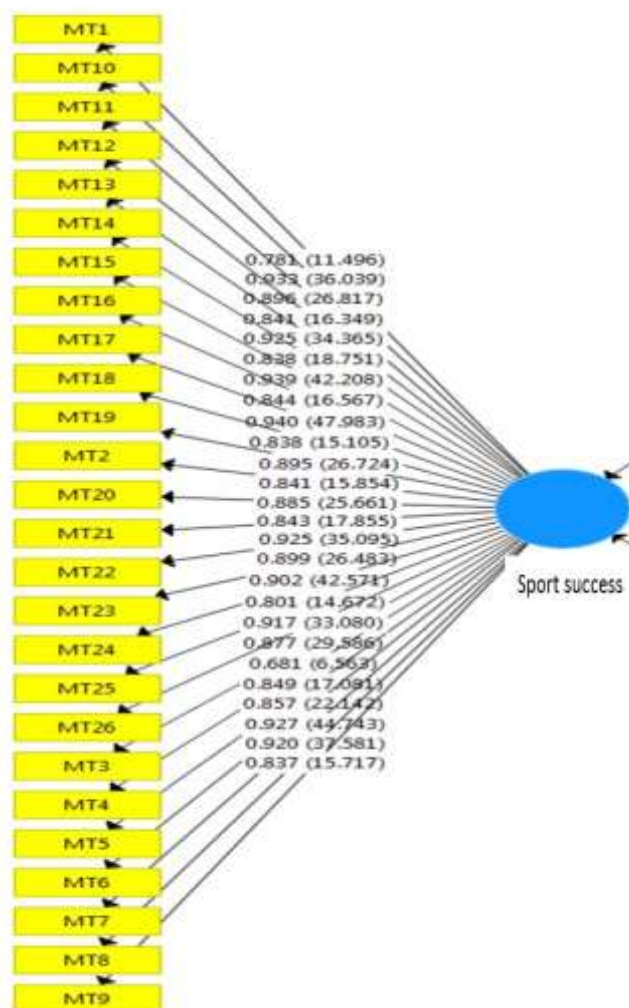 MT1
MT10
MT11
MT12
MT13
MT14
MT15
MT16
MT17
MT18
MT19
MT2
MT20
MT21
MT22
MT23
MT24
MT25
MT26
MT3
MT4
MT5
MT6
MT7
MT8
MT9
0.781 (11.496)
0.933 (36.039)
0.896 (26.817)
0.841 (16.349)
0.925 (34.365)
0.838 (18.751)
0.939 (42.208)
0.844 (16.567)
0.940 (47.983)
0.838 (15.105)
0.895 (26.724)
0.841 (15.854)
0.885 (25.661)
0.843 (17.855)
0.925 (35.095)
0.899 (26.483)
0.902 (42.571)
0.801 (14.672)
0.917 (33.080)
0.877 (29.586)
0.681 (6.563)
0.849 (17.081)
0.857 (22.142)
0.927 (44.743)
0.920 (37.581)
0.837 (15.717)
Sport success